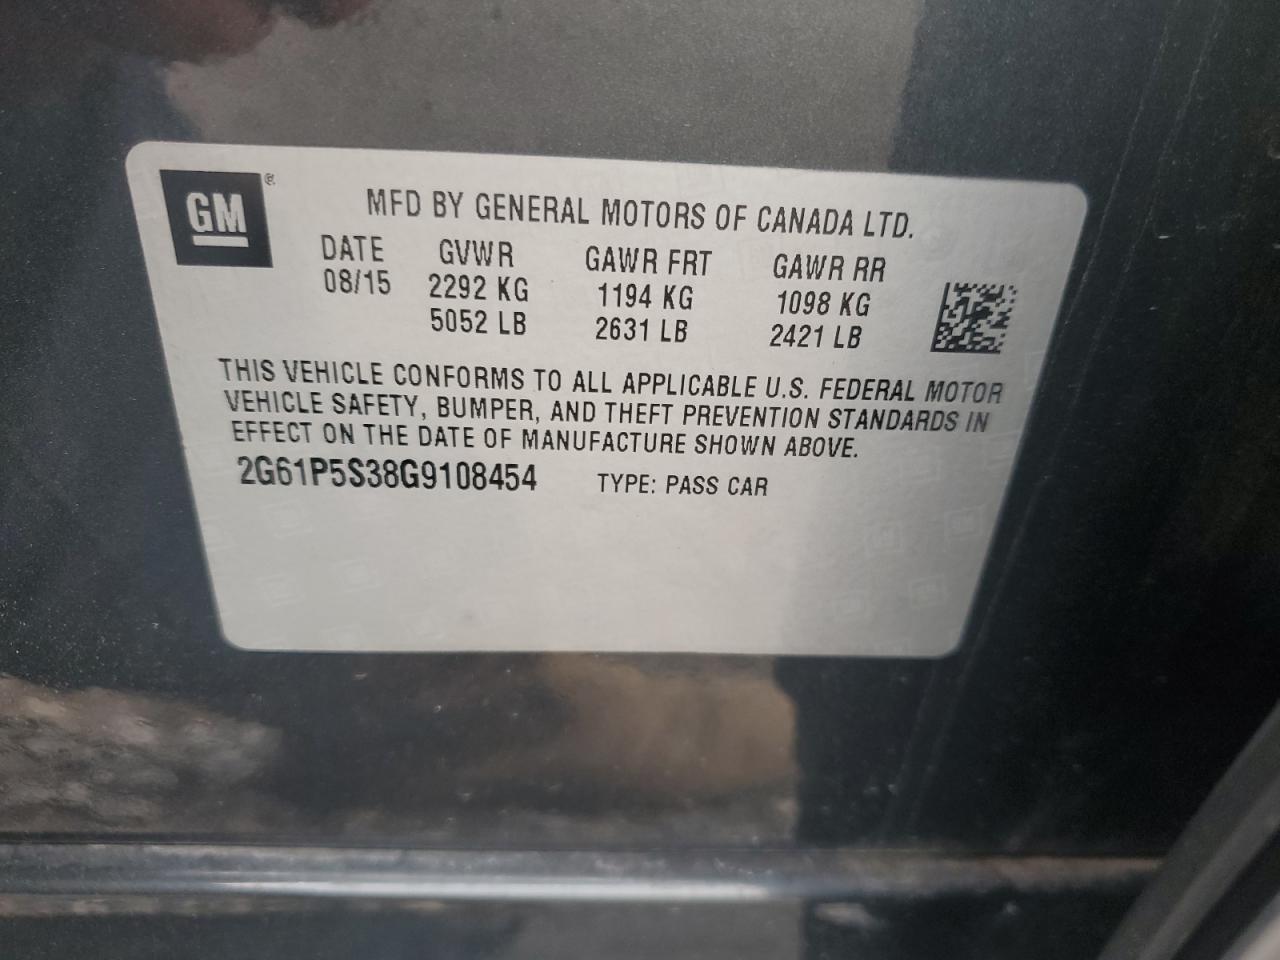 GM®
MFD BY GENERAL MOTORS OF CANADA LTD.
DATE GVWR GAWR FRT GAWR RR
08/15 2292 KG 1194 KG 1098 KG
5052 LB 2631 LB 2421 LB
THIS VEHICLE CONFORMS TO ALL APPLICABLE U.S. FEDERAL MOTOR
VEHICLE SAFETY, BUMPER, AND THEFT PREVENTION STANDARDS IN
EFFECT ON THE DATE OF MANUFACTURE SHOWN ABOVE.
2G61P5S38G9108454 TYPE: PASS CAR